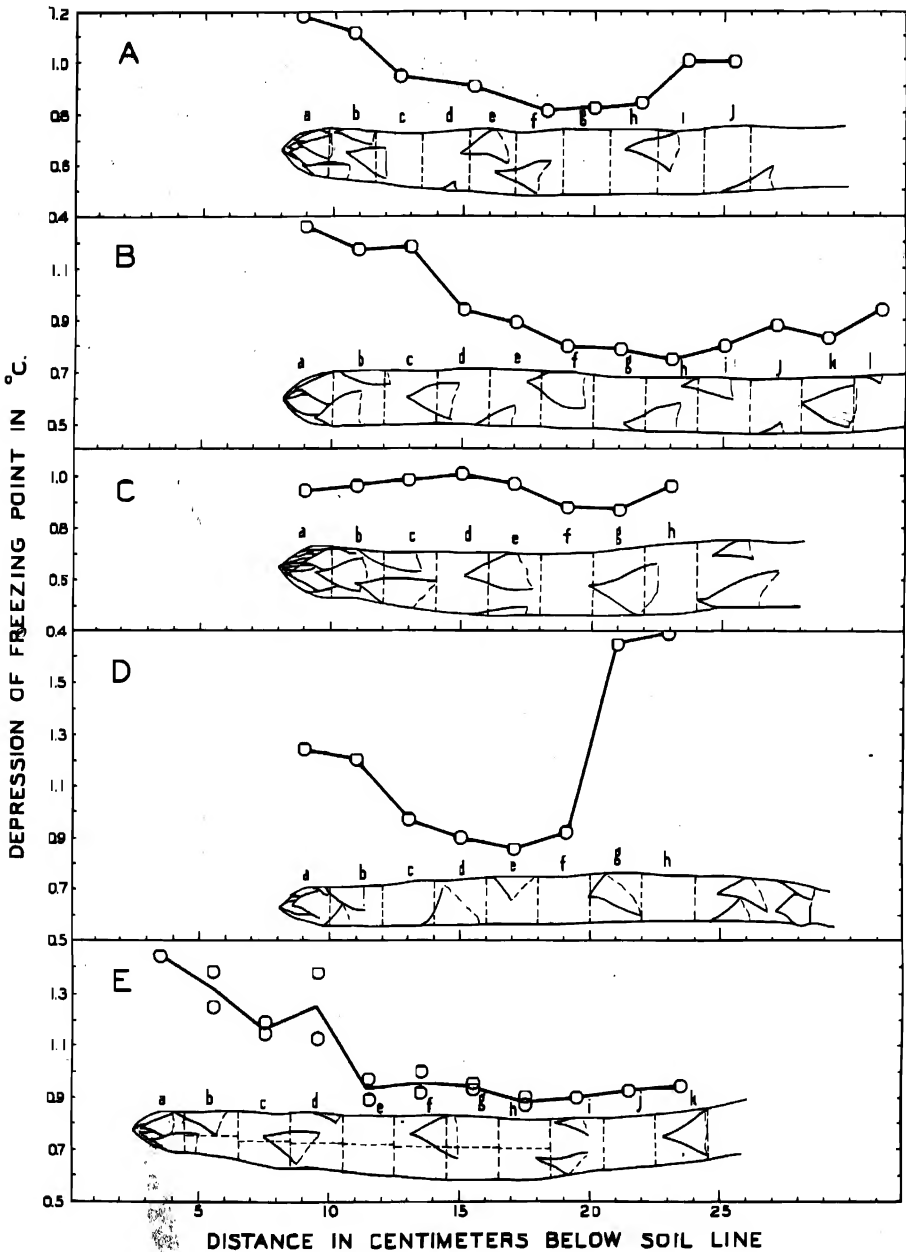 A
1.2
1.0
0.8
0.6
0.4
a b c d e f g h i j
B
1.1
0.9
0.7
0.5
a b c d e f g h i j k l
C
1.0
0.8
0.5
0.4
a b c d e f g h
D
1.5
1.3
1.1
0.9
0.7
0.5
a b c d e f g h
E
1.3
1.1
0.9
0.7
0.5
a b c d e f g h i j k
5 10 15 20 25
DISTANCE IN CENTIMETERS BELOW SOIL LINE
DEPRESSION OF FREEZING POINT IN °C.